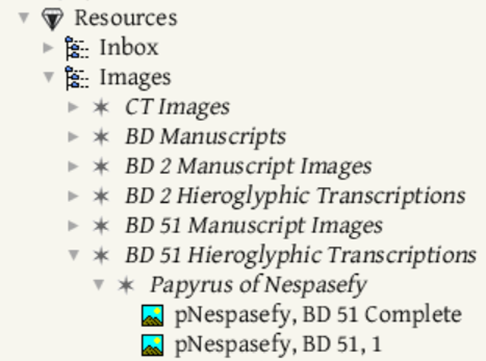 Resources
Inbox
Images
CT Images
BD Manuscripts
BD 2 Manuscript Images
BD 2 Hieroglyphic Transcriptions
BD 51 Manuscript Images
BD 51 Hieroglyphic Transcriptions
Papyrus of Nespasefy
pNespasefy, BD 51 Complete
pNespasefy, BD 51, 1